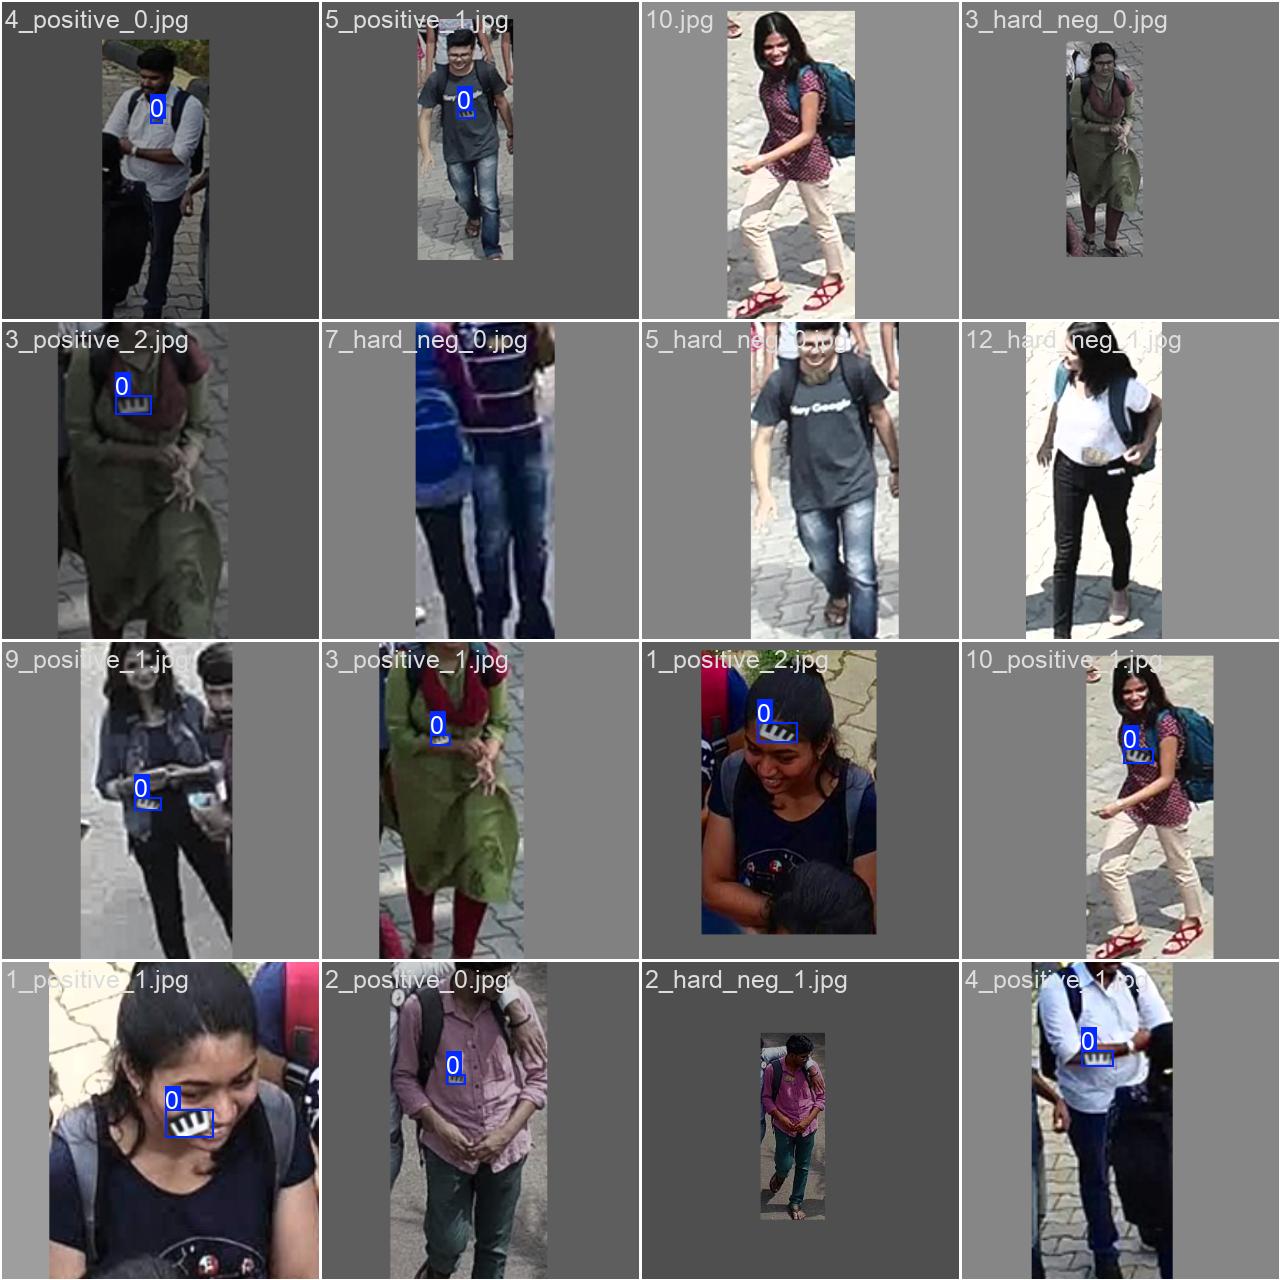 4_positive_0.jpg
5_positive_1.jpg
10.jpg
3_hard_neg_0.jpg
0
0
3_positive_2.jpg
7_hard_neg_0.jpg
5_hard_neg_0.jpg
12_hard_neg_1.jpg
0
Hey Google
9_positive_1.jpg
3_positive_1.jpg
1_positive_2.jpg
10_positive_1.jpg
0
0
0
0
1_positive_1.jpg
2_positive_0.jpg
2_hard_neg_1.jpg
4_positive_1.jpg
0
0
0